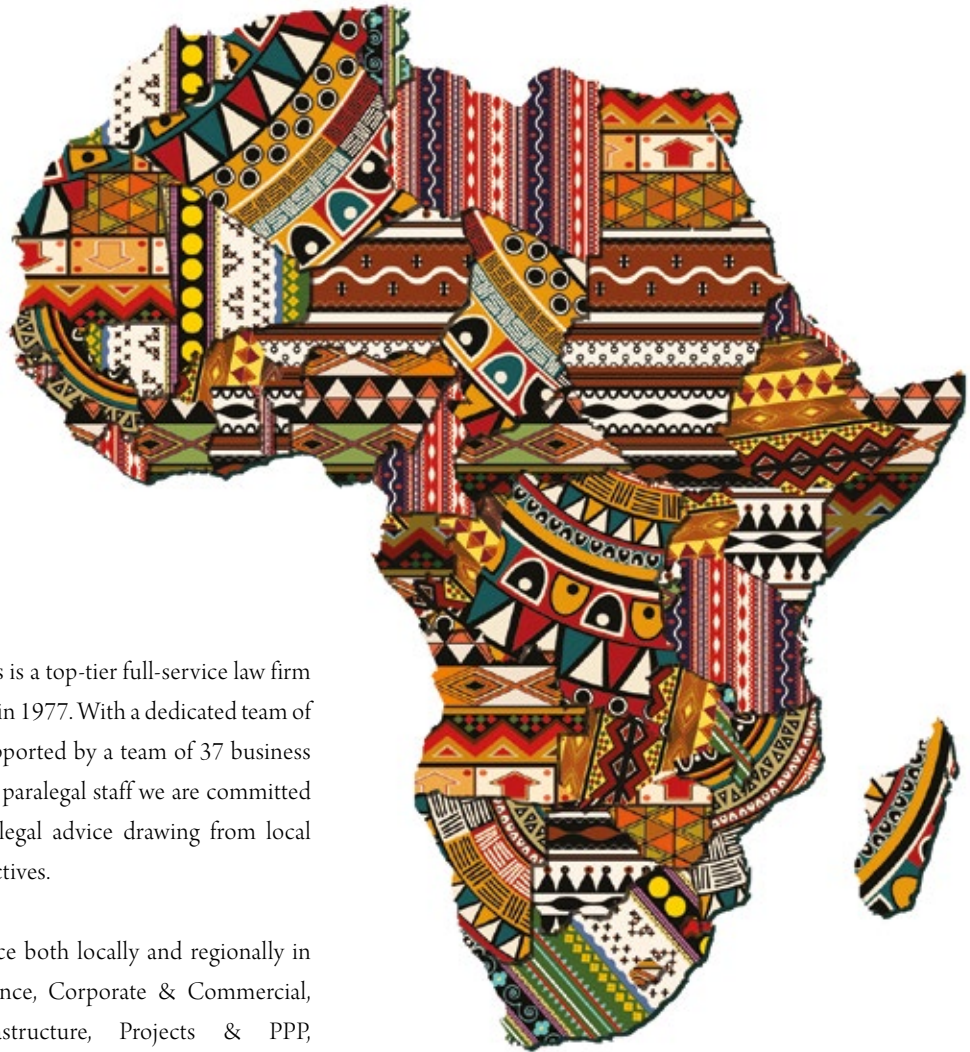 s is a top-tier full-service law firm
in 1977. With a dedicated team of
ported by a team of 37 business
paralegal staff we are committed
legal advice drawing from local
ctives.
ce both locally and regionally in
nce, Corporate & Commercial,
astructure, Projects & PPP,